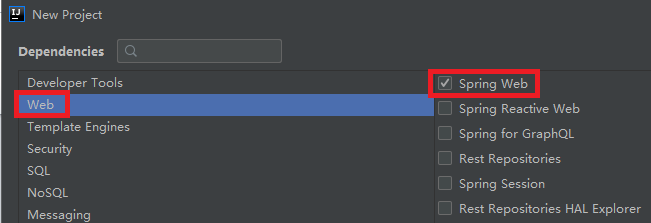 IJ New Project
Dependencies
Developer Tools
Web
Template Engines
Security
SQL
NoSQL
Messaging
Spring Web
Spring Reactive Web
Spring for GraphQL
Rest Repositories
Spring Session
Rest Repositories HAL Explorer